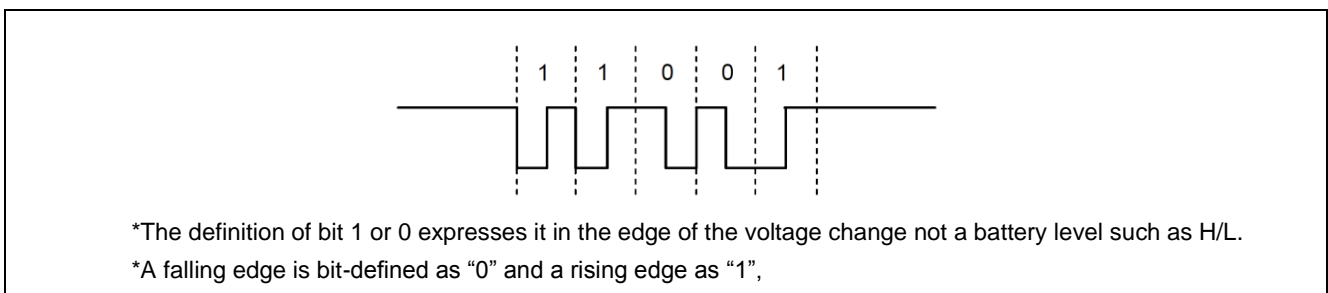 1 1 0 0 1
*The definition of bit 1 or 0 expresses it in the edge of the voltage change not a battery level such as H/L.
*A falling edge is bit-defined as “0” and a rising edge as “1”,